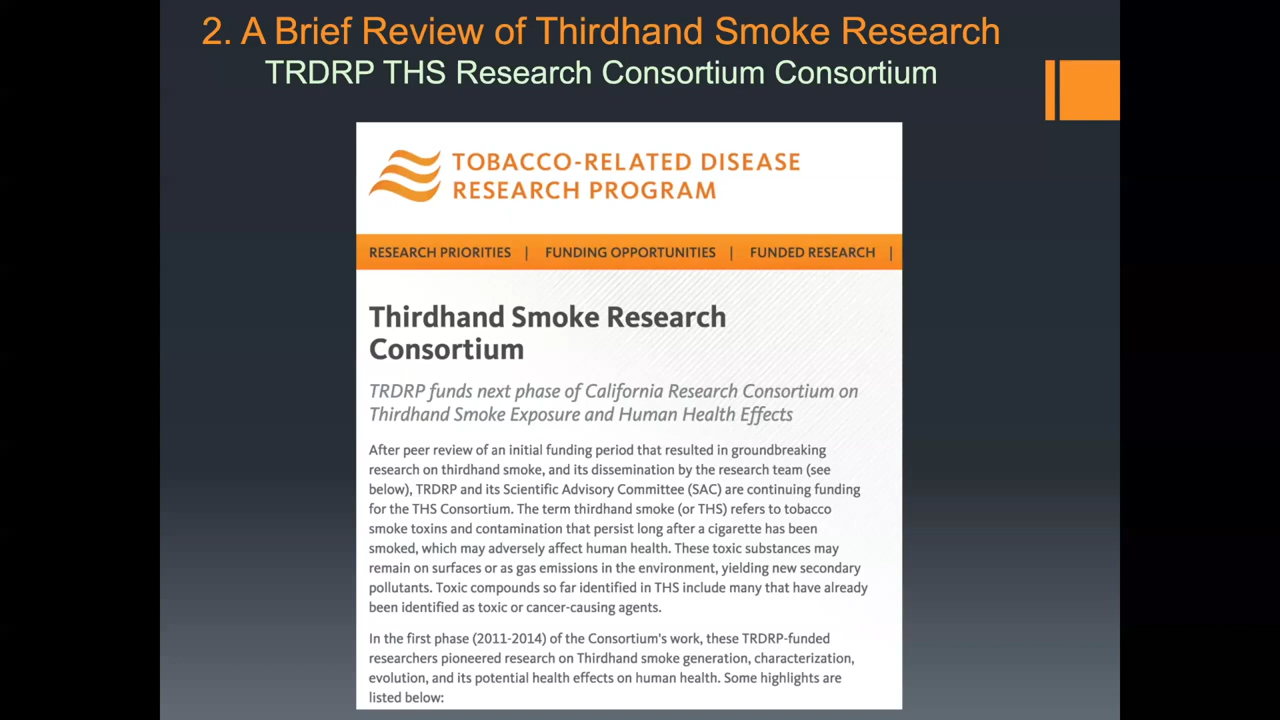 2. A Brief Review of Thirdhand Smoke Research
TRDRP THS Research Consortium Consortium
TOBACCO-RELATED DISEASE
RESEARCH PROGRAM
RESEARCH PRIORITIES | FUNDING OPPORTUNITIES | FUNDED RESEARCH |
Thirdhand Smoke Research
Consortium
TRDRP funds next phase of California Research Consortium on
Thirdhand Smoke Exposure and Human Health Effects
After peer review of an initial funding period that resulted in groundbreaking
research on thirdhand smoke, and its dissemination by the research team (see
below), TRDRP and its Scientific Advisory Committee (SAC) are continuing funding
for the THS Consortium. The term thirdhand smoke (or THS) refers to tobacco
smoke toxins and contamination that persist long after a cigarette has been
smoked, which may adversely affect human health. These toxic substances may
remain on surfaces or as gas emissions in the environment, yielding new secondary
pollutants. Toxic compounds so far identified in THS include many that have already
been identified as toxic or cancer-causing agents.
In the first phase (2011-2014) of the Consortium's work, these TRDRP-funded
researchers pioneered research on Thirdhand smoke generation, characterization,
evolution, and its potential health effects on human health. Some highlights are
listed below: